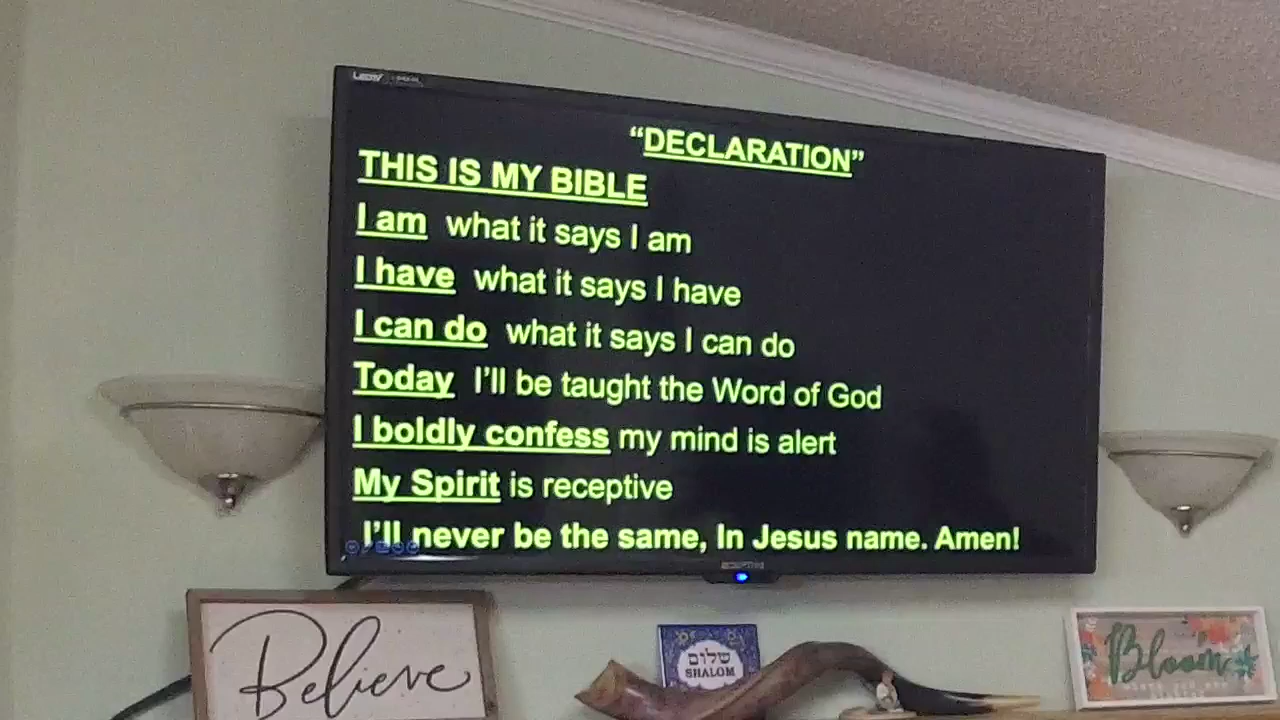 “DECLARATION”
THIS IS MY BIBLE
I am what it says I am
I have what it says I have
I can do what it says I can do
Today I’ll be taught the Word of God
I boldly confess my mind is alert
My Spirit is receptive
I’ll never be the same, In Jesus name. Amen!
SCEPTRE
Believe
שלום
SHALOM
Bloom